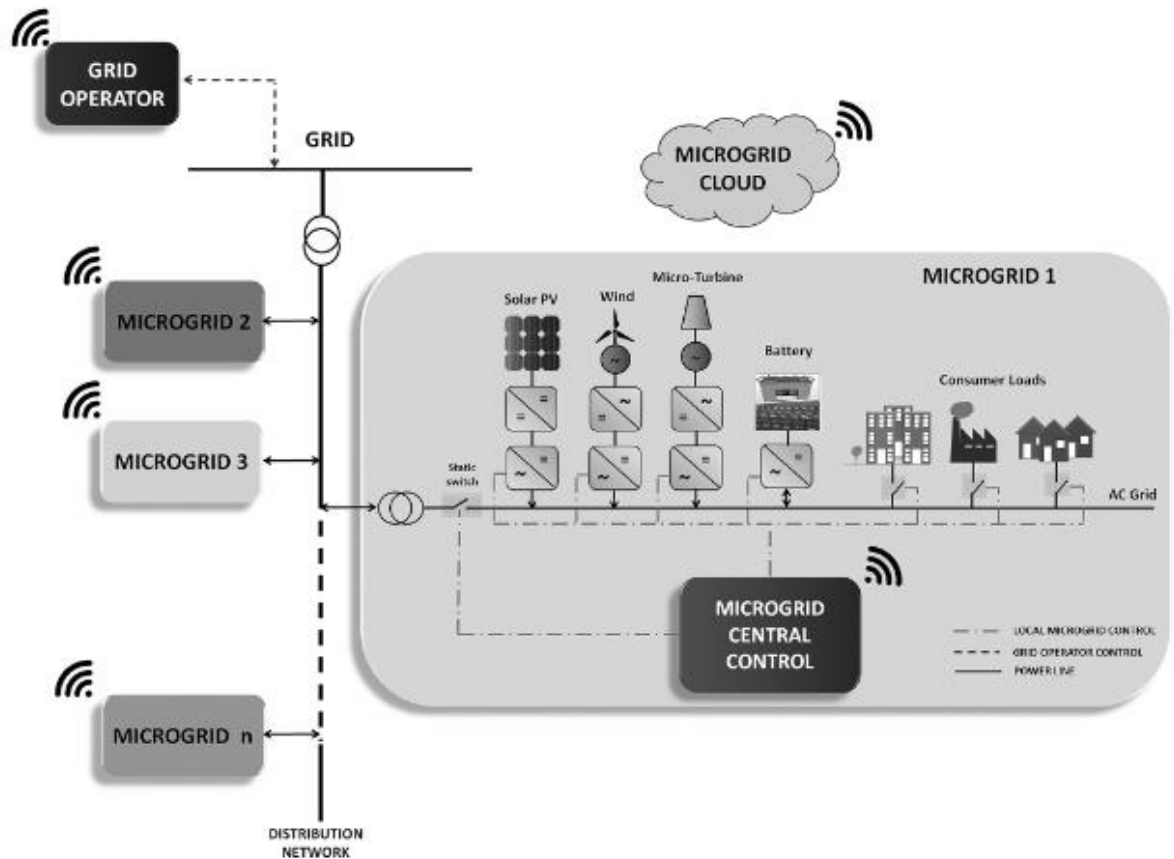 GRID
OPERATOR
GRID
MICROGRID
CLOUD
MICROGRID 1
Micro-Turbine
Solar PV
Wind
Battery
Consumer Loads
MICROGRID 2
MICROGRID 3
Static
switch
AC Grid
MICROGRID
CENTRAL
CONTROL
LOCAL MICROGRID CONTROL
GRID OPERATOR CONTROL
POWER LINE
MICROGRID n
DISTRIBUTION
NETWORK